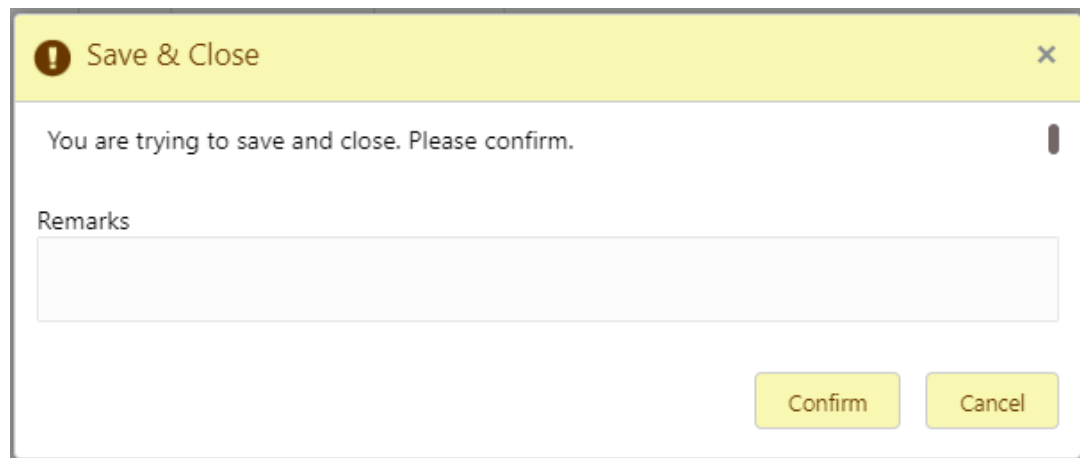 Save & Close
You are trying to save and close. Please confirm.
Remarks
Confirm Cancel